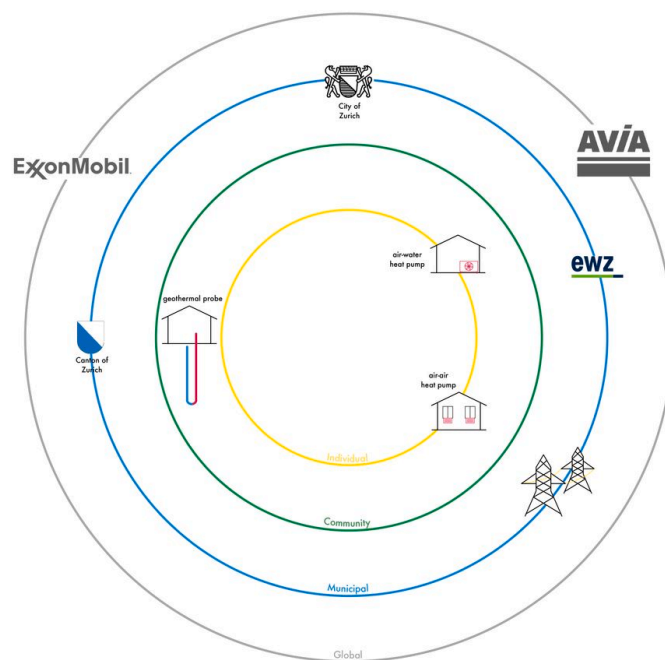 City of
Zurich
ExxonMobil
AVIA
air-water
heat pump
ewz
geothermal probe
Canton of
Zurich
air-air
heat pump
Individual
Community
Municipal
Global